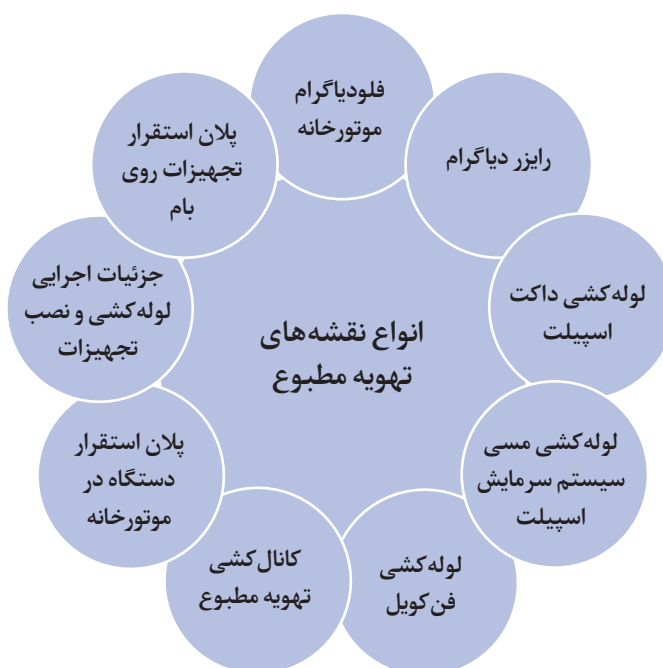 انواع نقشه‌های
تهویه مطبوع
فلودیاگرام
موتورخانه
رایزر دیاگرام
لوله‌کشی داکت
اسپیلت
لوله‌کشی مسی
سیستم سرمایش
اسپیلت
لوله‌کشی
فن‌کویل
کانال‌کشی
تهویه مطبوع
پلان استقرار
دستگاه در
موتورخانه
جزئیات اجرایی
لوله‌کشی و نصب
تجهیزات
پلان استقرار
تجهیزات روی
بام